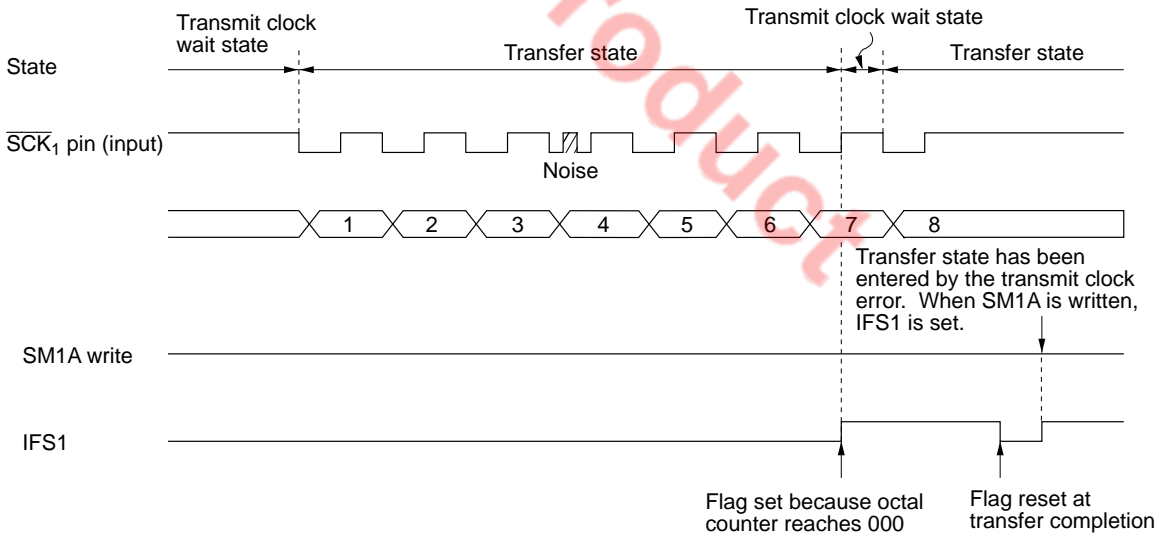 Transmit clock
wait state
Transmit clock wait state
State
Transfer state
Transfer state
SCK1 pin (input)
Noise
1 2 3 4 5 6 7 8
Transfer state has been
entered by the transmit clock
error. When SM1A is written,
IFS1 is set.
SM1A write
IFS1
Flag set because octal
counter reaches 000
Flag reset at
transfer completion
roduct